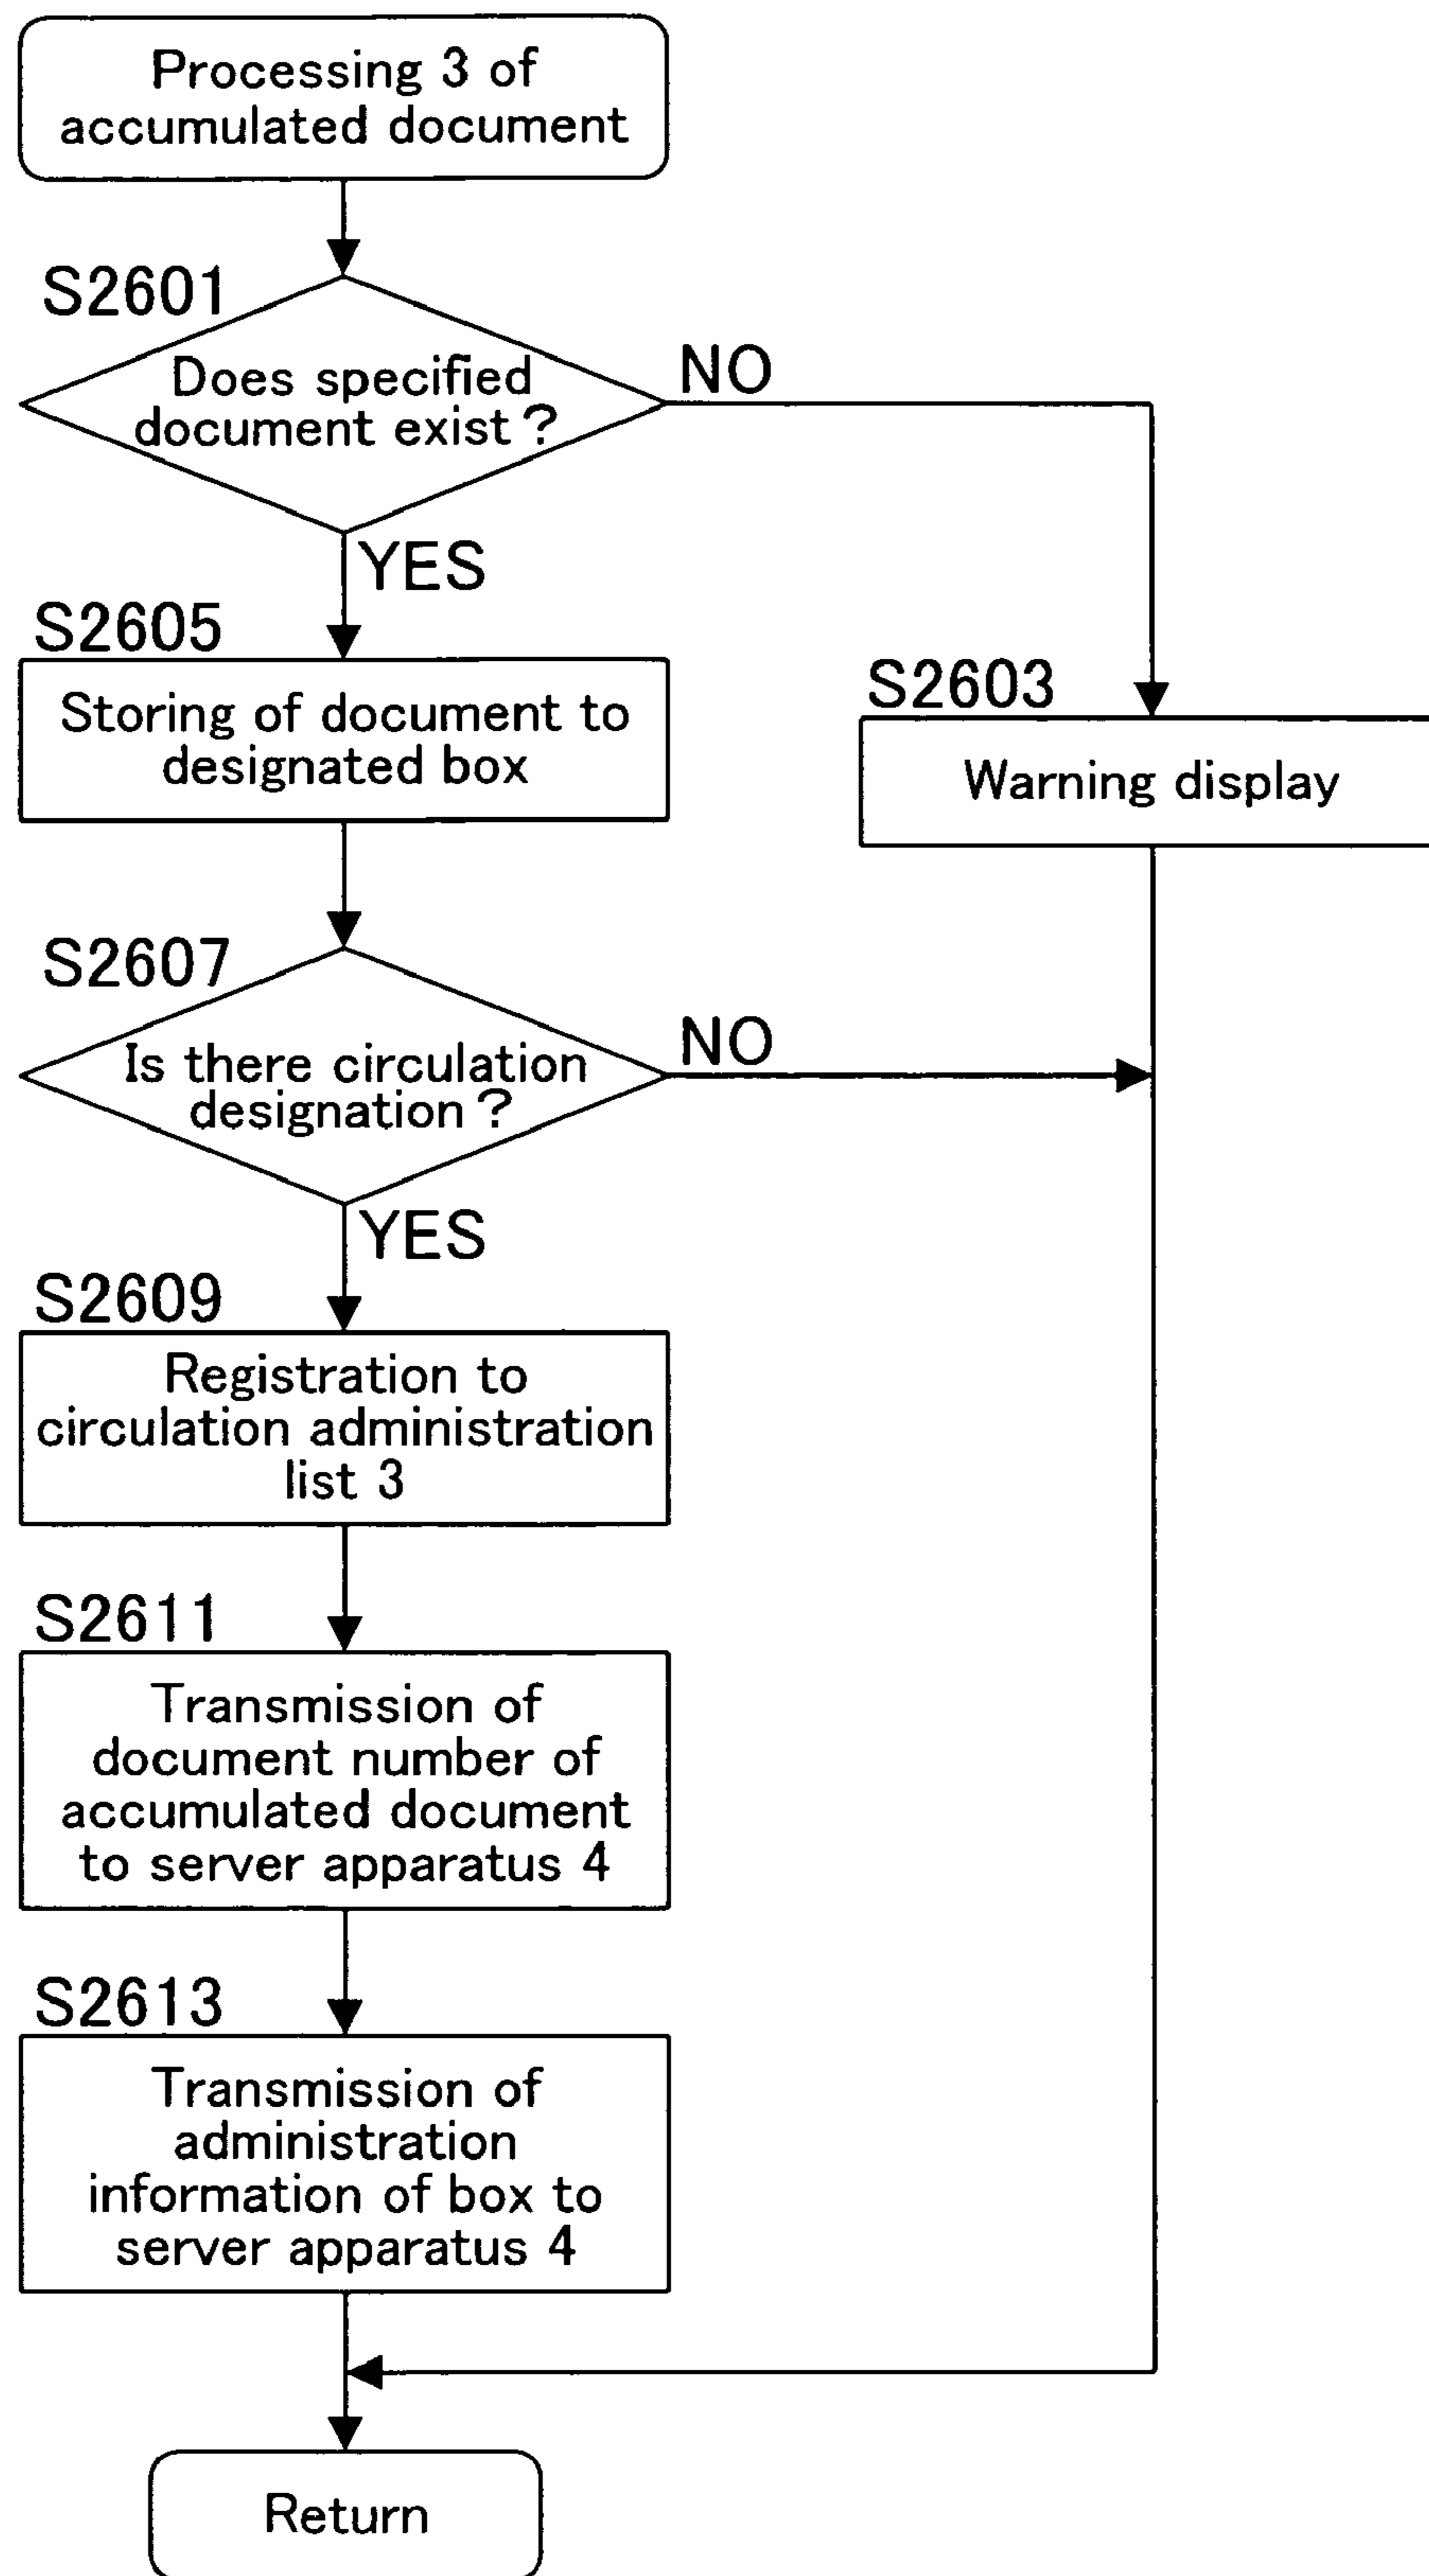 Processing 3 of
accumulated document
S2601
Does specified
document exist ?
NO
YES
S2605
Storing of document to
designated box
S2603
Warning display
S2607
Is there circulation
designation ?
NO
YES
S2609
Registration to
circulation administration
list 3
S2611
Transmission of
document number of
accumulated document
to server apparatus 4
S2613
Transmission of
administration
information of box to
server apparatus 4
Return